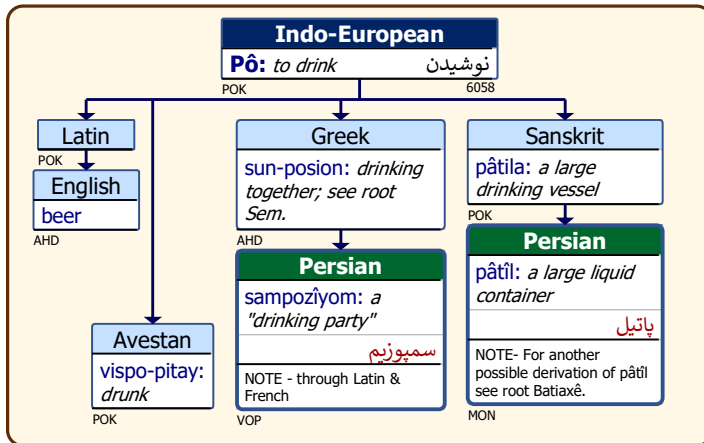 Indo-European
Pô: to drink نوشیدن
POK 6058
Latin
POK
English
beer
AHD
Avestan
vispo-pitay:
drunk
POK
Greek
sun-posion: drinking
together; see root
Sem.
AHD
Persian
sampozîyom: a
"drinking party"
سمپوزیم
NOTE - through Latin &
French
VOP
Sanskrit
pâtila: a large
drinking vessel
POK
Persian
pâtîl: a large liquid
container
پاتیل
NOTE- For another
possible derivation of pâtîl
see root Batiaxê.
MON